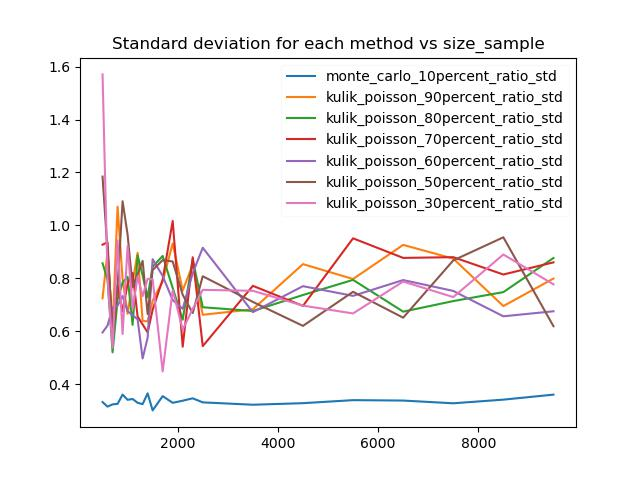 Standard deviation for each method vs size_sample
1.6
1.4
1.2
1.0
0.8
0.6
0.4
monte_carlo_10percent_ratio_std
kulik_poisson_90percent_ratio_std
kulik_poisson_80percent_ratio_std
kulik_poisson_70percent_ratio_std
kulik_poisson_60percent_ratio_std
kulik_poisson_50percent_ratio_std
kulik_poisson_30percent_ratio_std
2000 4000 6000 8000